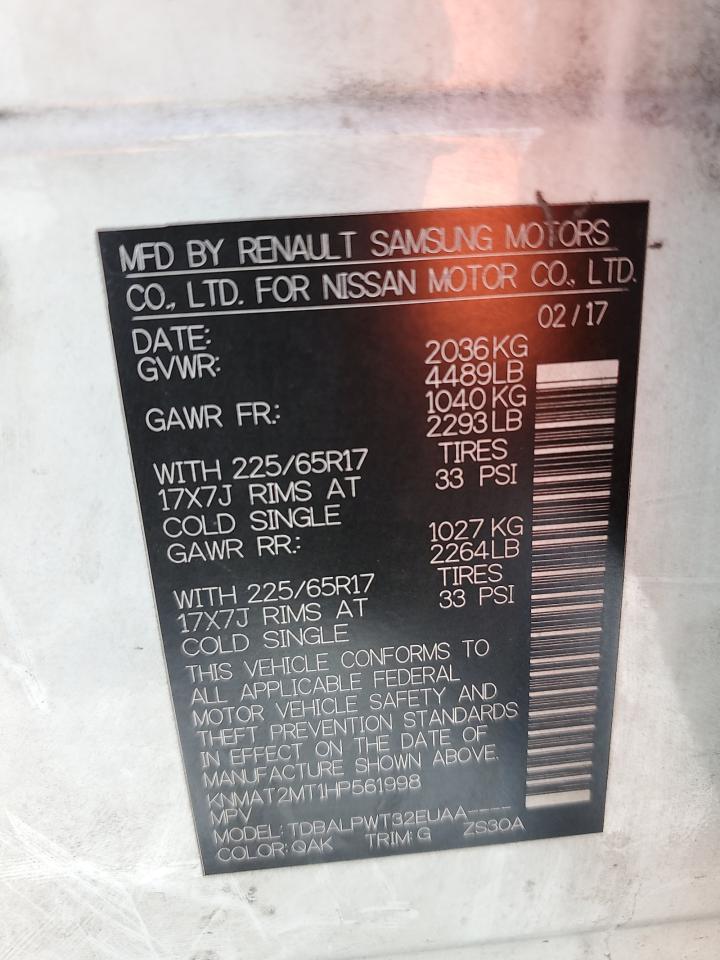 MFD BY RENAULT SAMSUNG MOTORS
CO., LTD. FOR NISSAN MOTOR CO., LTD.
DATE: 02/17
GVWR: 2036KG
4489LB
GAWR FR.: 1040KG
2293LB
WITH 225/65R17 TIRES
17X7J RIMS AT 33 PSI
COLD SINGLE
GAWR RR.: 1027KG
2264LB
WITH 225/65R17 TIRES
17X7J RIMS AT 33 PSI
COLD SINGLE
THIS VEHICLE CONFORMS TO
ALL APPLICABLE FEDERAL
MOTOR VEHICLE SAFETY AND
THEFT PREVENTION STANDARDS
IN EFFECT ON THE DATE OF
MANUFACTURE SHOWN ABOVE.
KNMAT2MT1HP561998
MPV
MODEL: TDBALPWT32EUAA----
COLOR: QAK TRIM: G ZS30A